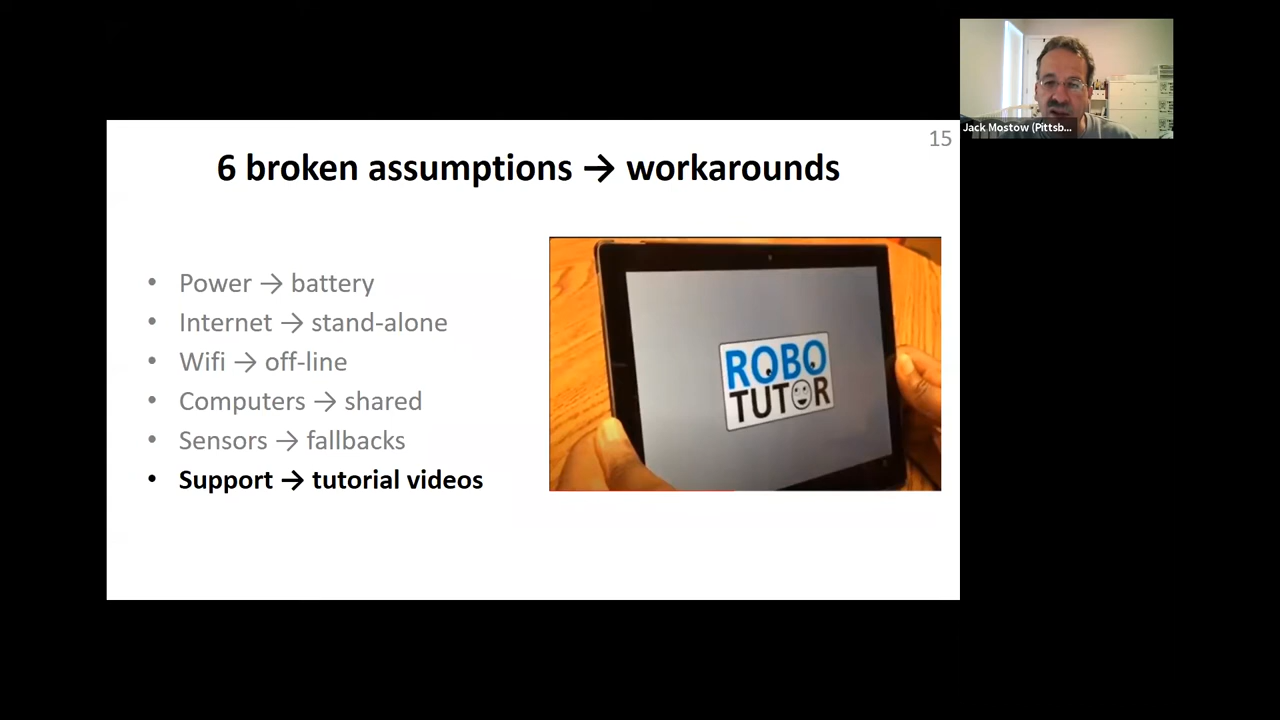 15
6 broken assumptions → workarounds
• Power → battery
• Internet → stand-alone
• Wifi → off-line
• Computers → shared
• Sensors → fallbacks
• Support → tutorial videos
ROBO
TUTOR
Jack Mostow (Pittsb...